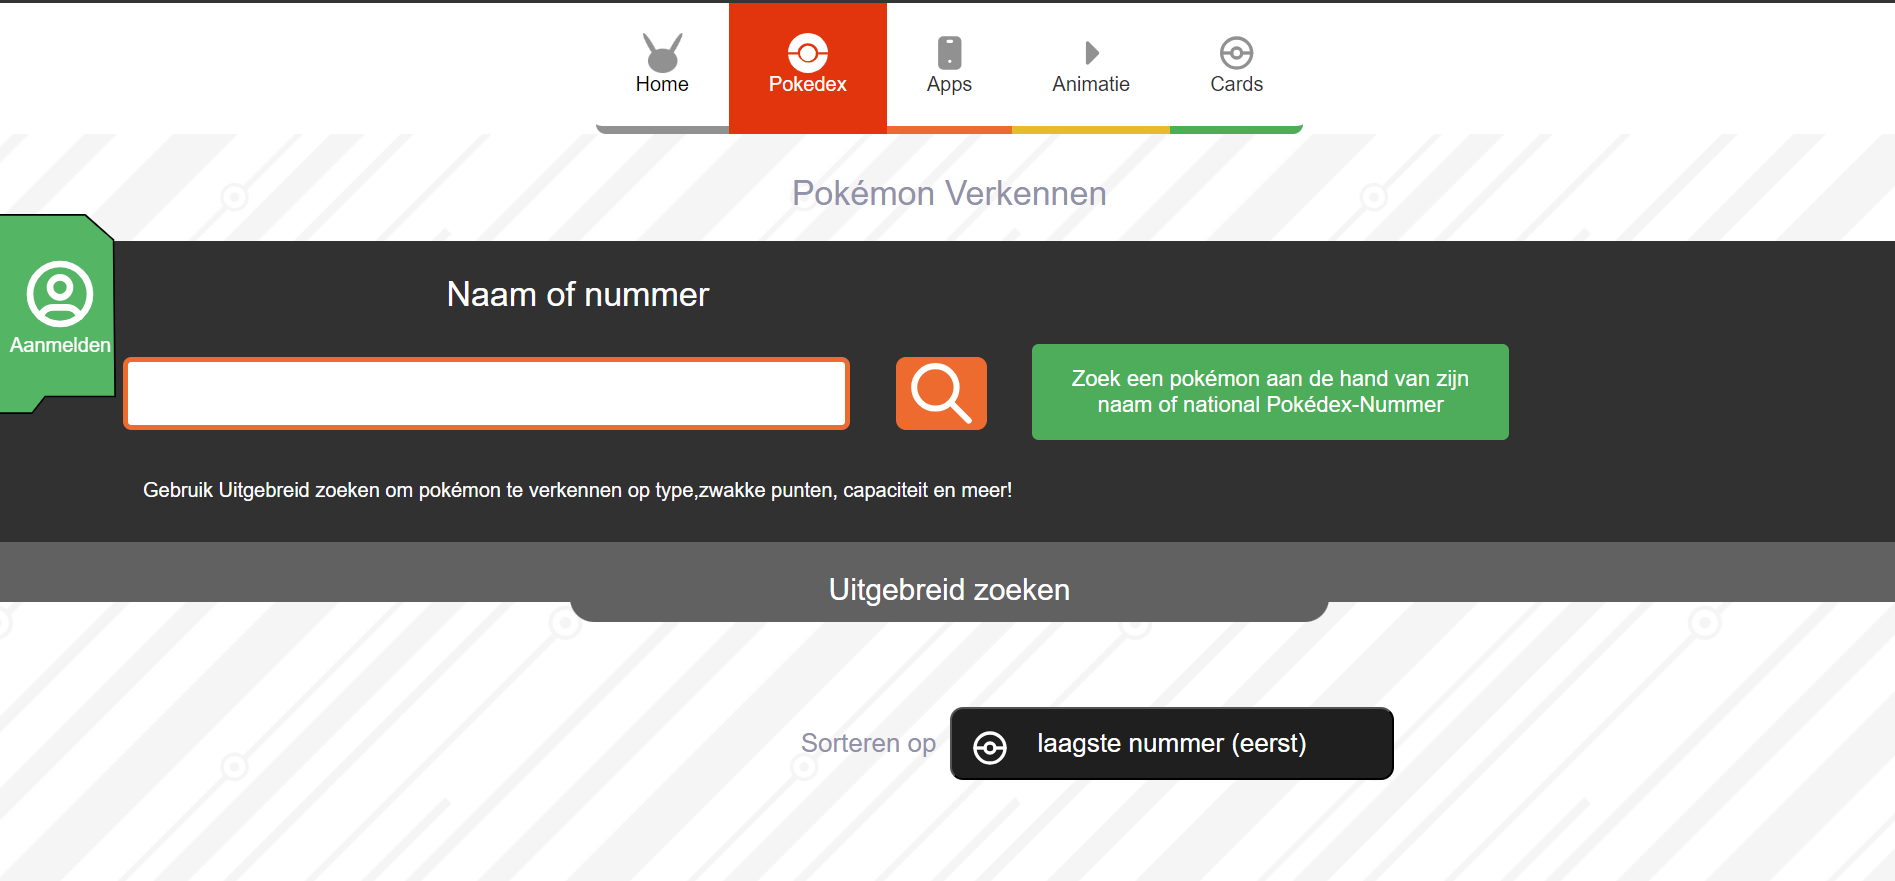 Home
Pokedex
Apps
Animatie
Cards
Pokémon Verkennen
Aanmelden
Naam of nummer
Zoek een pokémon aan de hand van zijn
naam of national Pokédex-Nummer
Gebruik Uitgebreid zoeken om pokémon te verkennen op type,zwakke punten, capaciteit en meer!
Uitgebreid zoeken
Sorteren op
laagste nummer (eerst)